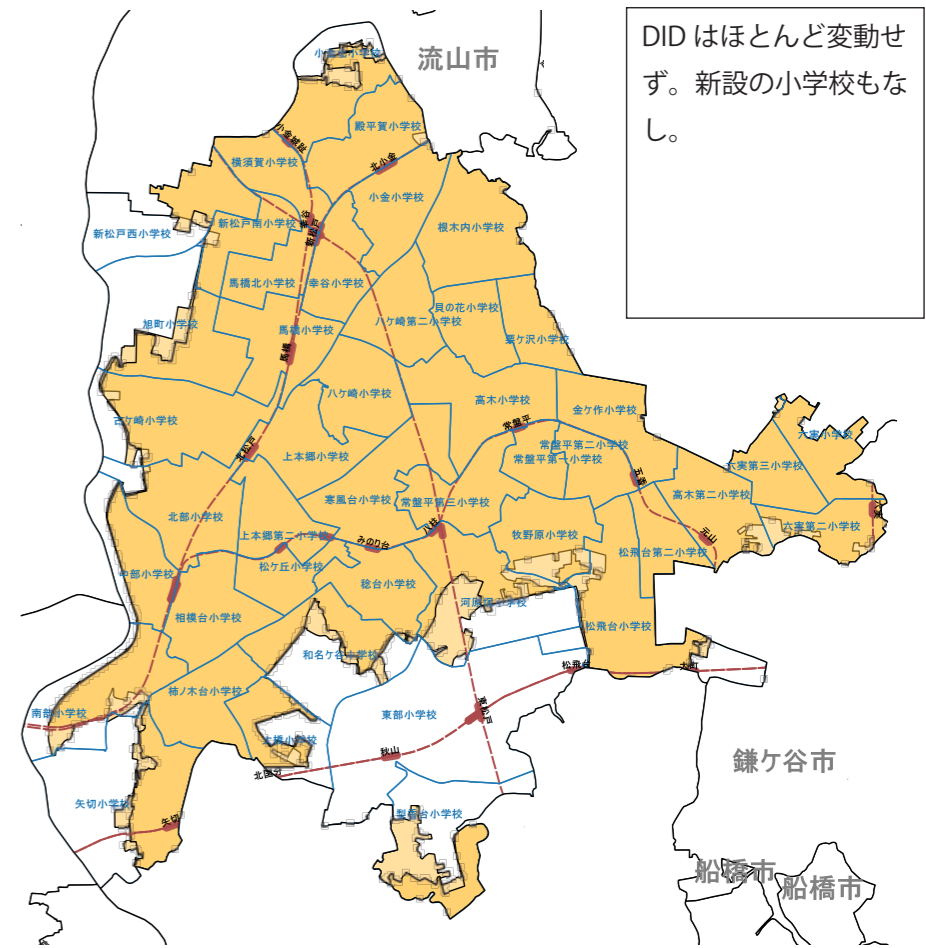 DID はほとんど変動せ
ず。新設の小学校もな
し。
流山市
殿平賀小学校
小金城趾
横須賀小学校
北小金
小金小学校
幸谷
新松戸
新松戸南小学校
新松戸西小学校
根木内小学校
馬橋北小学校
幸谷小学校
貝の花小学校
旭町小学校
馬橋小学校
八ケ崎第二小学校
栗ケ沢小学校
馬橋
八ケ崎小学校
高木小学校
金ケ作小学校
古ケ崎小学校
常盤平
六実小学校
北松戸
上本郷小学校
常盤平第二小学校
常盤平第一小学校
六実第三小学校
五香
高木第二小学校
寒風台小学校
常盤平第三小学校
北部小学校
八柱
六実
六実第二小学校
上本郷第二小学校
みのり台
牧野原小学校
元山
松飛台第二小学校
松ケ丘小学校
中部小学校
稔台小学校
河原塚小学校
相模台小学校
松飛台小学校
和名ケ谷小学校
松飛台
大町
柿ノ木台小学校
南部小学校
東部小学校
東松戸
大橋小学校
秋山
北国分
鎌ケ谷市
矢切小学校
矢切
梨香台小学校
船橋市
船橋市